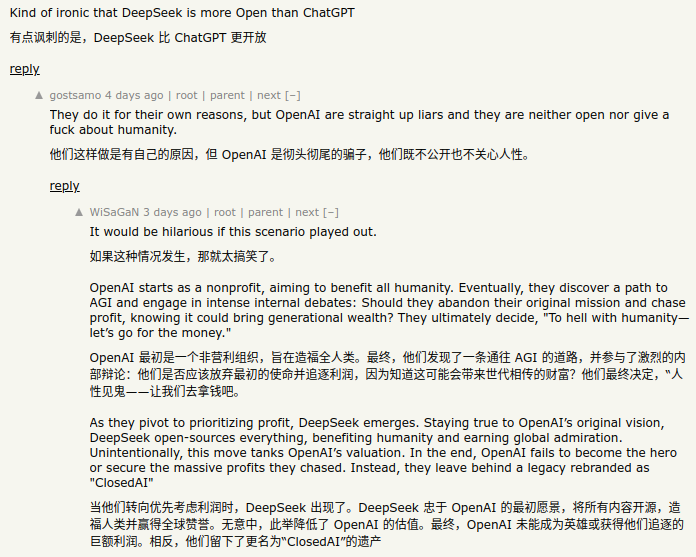 Kind of ironic that DeepSeek is more Open than ChatGPT
有点讽刺的是，DeepSeek 比 ChatGPT 更开放
reply
▲ gostsamo 4 days ago | root | parent | next [–]
They do it for their own reasons, but OpenAI are straight up liars and they are neither open nor give a
fuck about humanity.
他们这样做是有自己的原因，但 OpenAI 是彻头彻尾的骗子，他们既不公开也不关心人性。
reply
▲ WiSaGaN 3 days ago | root | parent | next [–]
It would be hilarious if this scenario played out.
如果这种情况发生，那就太搞笑了。
OpenAI starts as a nonprofit, aiming to benefit all humanity. Eventually, they discover a path to
AGI and engage in intense internal debates: Should they abandon their original mission and chase
profit, knowing it could bring generational wealth? They ultimately decide, "To hell with humanity—
let’s go for the money."
OpenAI 最初是一个非营利组织，旨在造福全人类。最终，他们发现了一条通往 AGI 的道路，并参与了激烈的内
部辩论：他们是否应该放弃最初的使命并追逐利润，因为知道这可能会带来世代相传的财富？他们最终决定，“人
性见鬼——让我们去拿钱吧。
As they pivot to prioritizing profit, DeepSeek emerges. Staying true to OpenAI’s original vision,
DeepSeek open-sources everything, benefiting humanity and earning global admiration.
Unintentionally, this move tanks OpenAI’s valuation. In the end, OpenAI fails to become the hero
or secure the massive profits they chased. Instead, they leave behind a legacy rebranded as
"ClosedAI"
当他们转向优先考虑利润时，DeepSeek 出现了。DeepSeek 忠于 OpenAI 的最初愿景，将所有内容开源，造
福人类并赢得全球赞誉。无意中，此举降低了 OpenAI 的估值。最终，OpenAI 未能成为英雄或获得他们追逐的
巨额利润。相反，他们留下了更名为“ClosedAI”的遗产